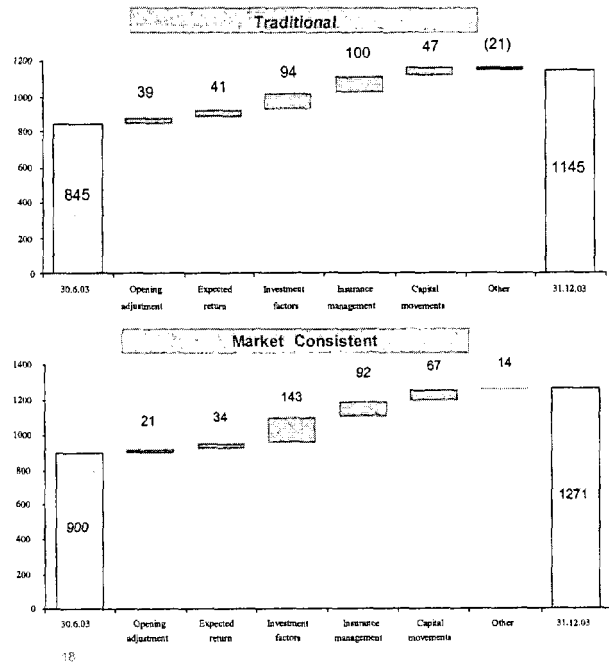 Traditional
39
41
94
100
47
(21)
1200
1000
800
600
400
200
0
845
1145
30.6.03
Opening adjustment
Expected return
Investment factors
Insurance management
Capital movements
Other
31.12.03
Market Consistent
21
34
143
92
67
14
1400
1200
1000
800
600
400
200
0
900
1271
30.6.03
Opening adjustment
Expected return
Investment factors
Insurance management
Capital movements
Other
31.12.03
18